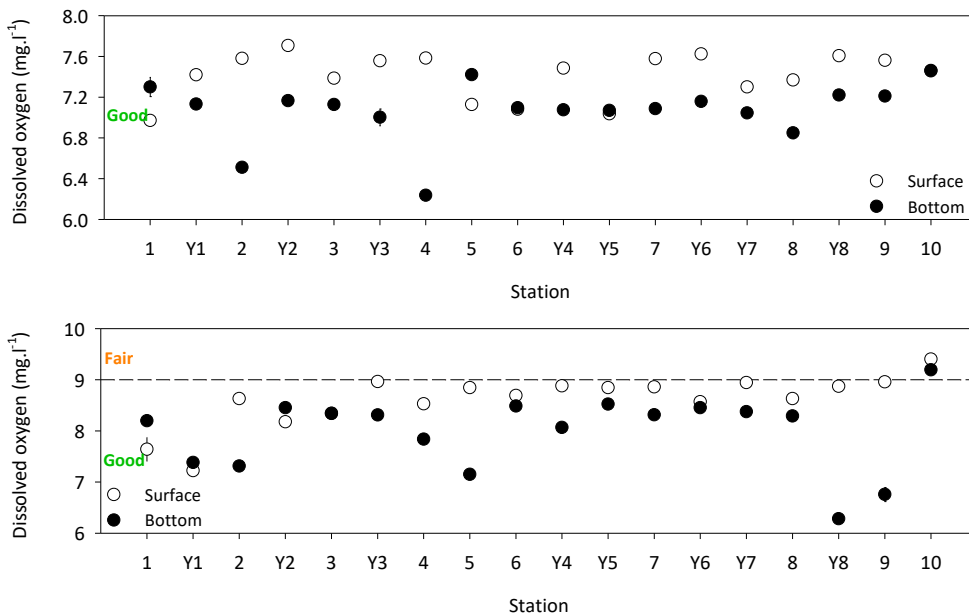 8.0
7.6
7.2
6.8
6.4
6.0
Dissolved oxygen (mg.l-1)
Good
Surface
Bottom
1 Y1 2 Y2 3 Y3 4 5 6 Y4 Y5 7 Y6 Y7 8 Y8 9 10
Station
10
9
8
7
6
Dissolved oxygen (mg.l-1)
Fair
Good
Surface
Bottom
1 Y1 2 Y2 3 Y3 4 5 6 Y4 Y5 7 Y6 Y7 8 Y8 9 10
Station